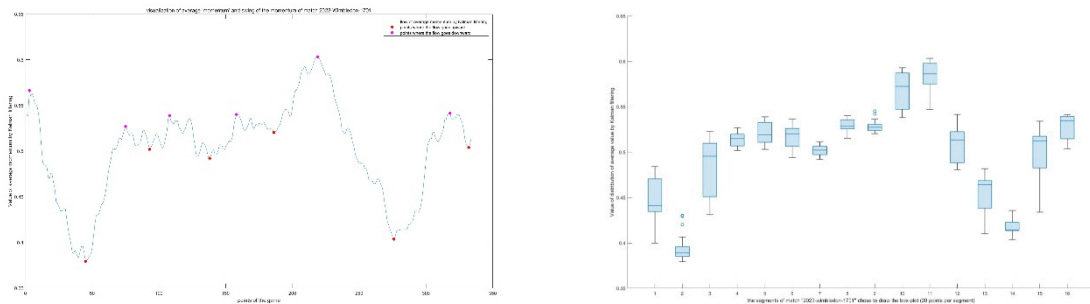 visualization of average 'momentum' and swing of the momentum of match 2023-Wimbledon-1701
flow of average momentum by Kalman filtering
points where the flow goes upward
points where the flow goes downward
Value of average momentum by Kalman filtering
0.6
0.55
0.5
0.45
0.4
0.35
0 50 100 150 200 250 300 350
points of the game
Value of distribution of average value by Kalman filtering
0.6
0.55
0.5
0.45
0.4
1 2 3 4 5 6 7 8 9 10 11 12 13 14 15 16
the segments of match "2023-wimbledon-1701" chose to draw the box-plot (20 points per segment)